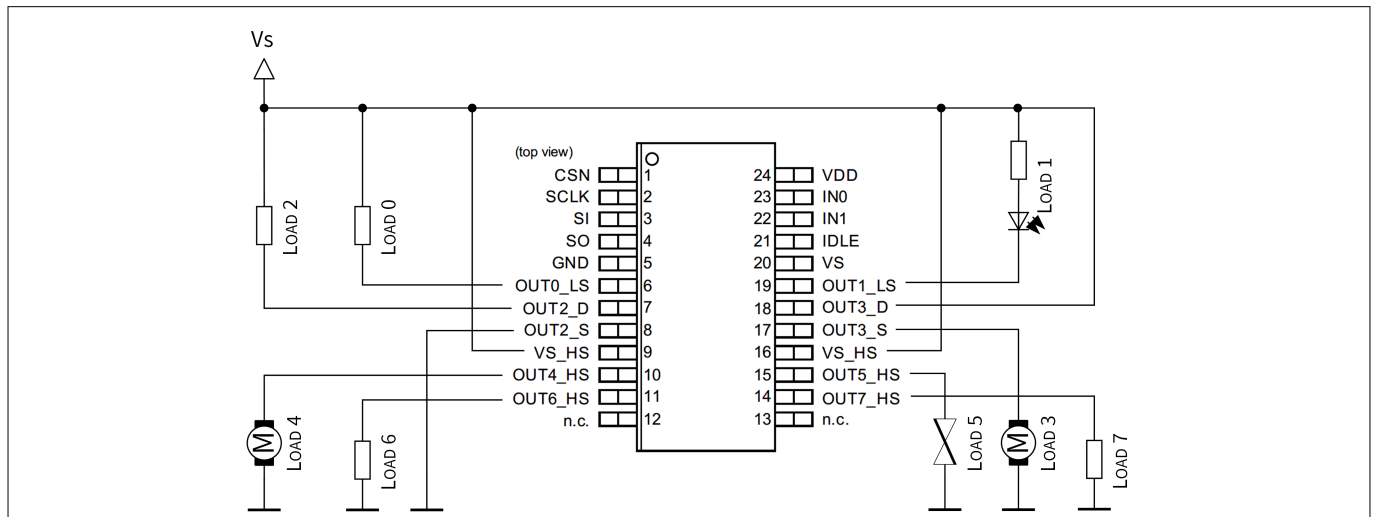 Vs
(top view)
CSN 1 24 VDD
SCLK 2 23 IN0
SI 3 22 IN1
SO 4 21 IDLE
GND 5 20 VS
OUT0_LS 6 19 OUT1_LS
OUT2_D 7 18 OUT3_D
OUT2_S 8 17 OUT3_S
VS_HS 9 16 VS_HS
OUT4_HS 10 15 OUT5_HS
OUT6_HS 11 14 OUT7_HS
n.c. 12 13 n.c.
LOAD 2
LOAD 0
LOAD 1
M
LOAD 4
LOAD 6
LOAD 5
M
LOAD 3
LOAD 7